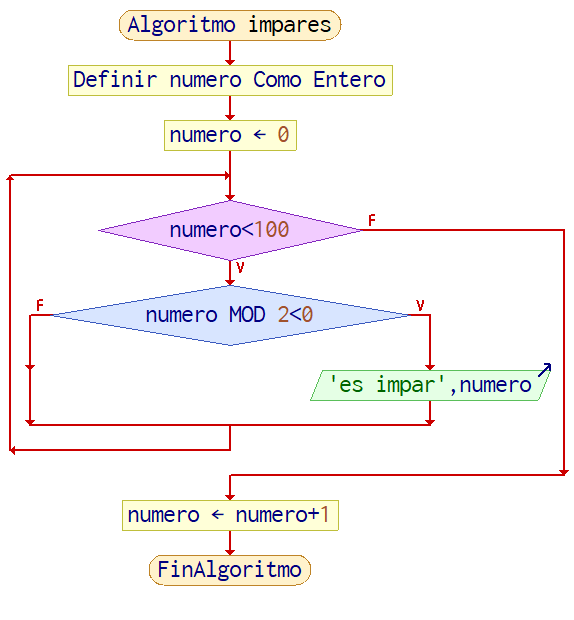 Algoritmo impares
Definir numero Como Entero
numero ← 0
numero<100
F
V
F
numero MOD 2<0
V
'es impar',numero
numero ← numero+1
FinAlgoritmo